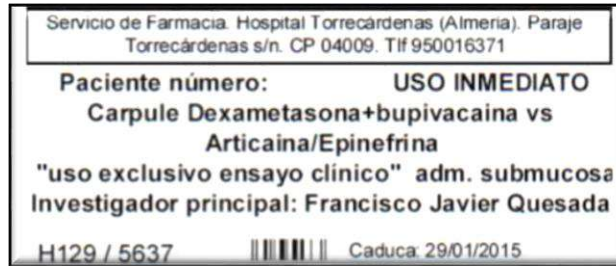 Servicio de Farmacia. Hospital Torrecárdenas (Almeria). Paraje
Torrecárdenas s/n. CP 04009. Tlf 950016371
Paciente número: USO INMEDIATO
Carpule Dexametasona+bupivacaina vs
Articaina/Epinefrina
"uso exclusivo ensayo clínico" adm. submucosa
Investigador principal: Francisco Javier Quesada
H129 / 5637 Caduca: 29/01/2015